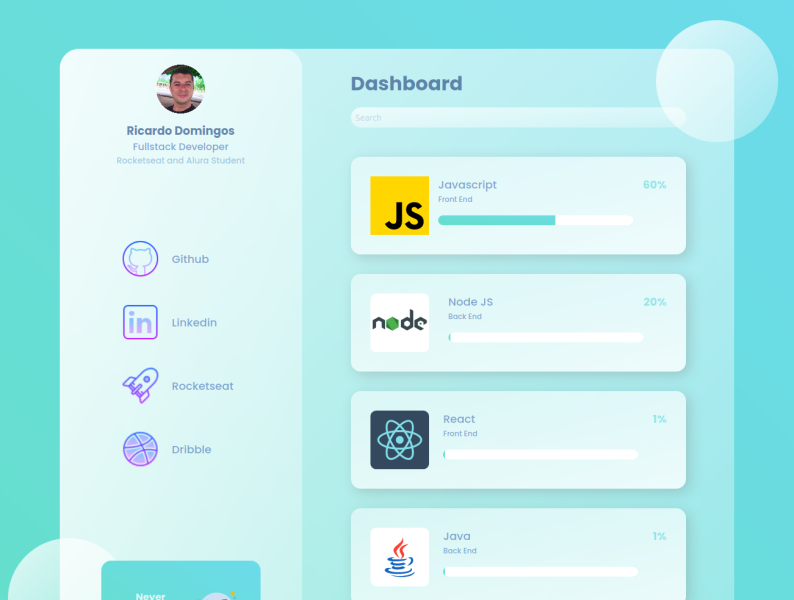 Ricardo Domingos
Fullstack Developer
Rocketseat and Alura Student
Github
in
Linkedin
Rocketseat
Dribble
Never
Dashboard
Search
JS
Javascript
60%
Front End
node
Node JS
20%
Back End
React
1%
Front End
Java
1%
Back End